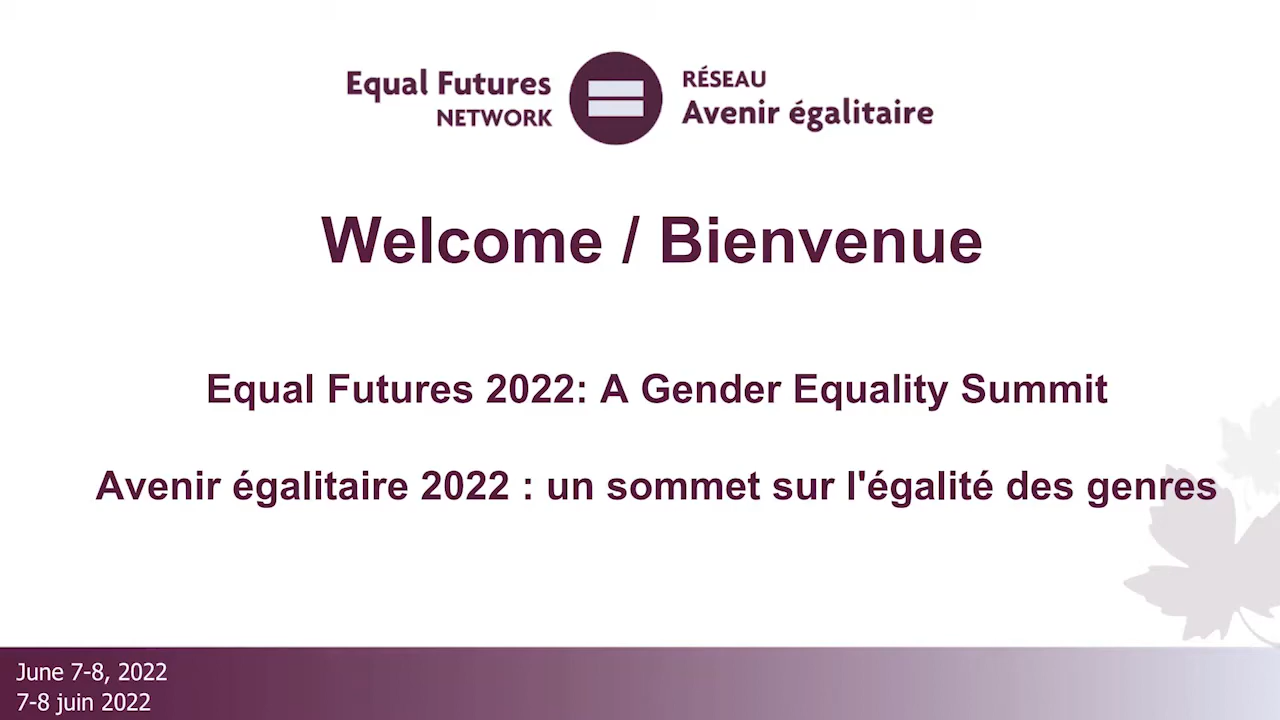 Equal Futures
NETWORK
RÉSEAU
Avenir égalitaire
Welcome / Bienvenue
Equal Futures 2022: A Gender Equality Summit
Avenir égalitaire 2022 : un sommet sur l'égalité des genres
June 7-8, 2022
7-8 juin 2022